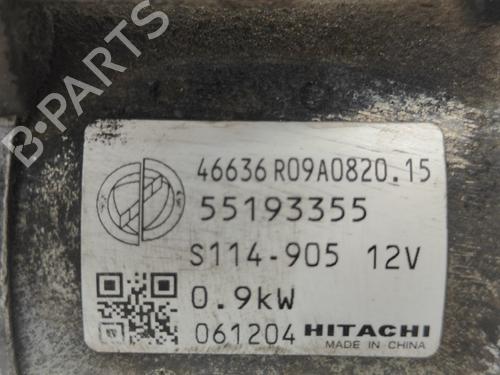 B-PARTS
46636 R09A0820.15
55193355
S114-905 12V
0.9kW
061204 HITACHI
MADE IN CHINA